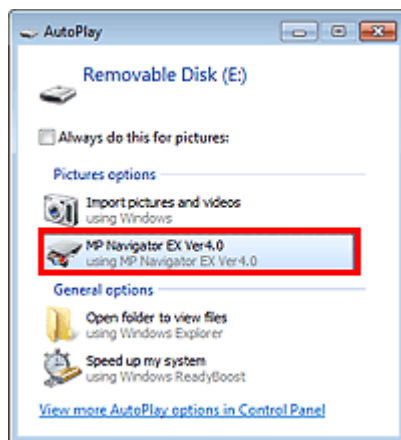 AutoPlay
Removable Disk (E:)
Always do this for pictures:
Pictures options
Import pictures and videos
using Windows
MP Navigator EX Ver4.0
using MP Navigator EX Ver4.0
General options
Open folder to view files
using Windows Explorer
Speed up my system
using Windows ReadyBoost
View more AutoPlay options in Control Panel